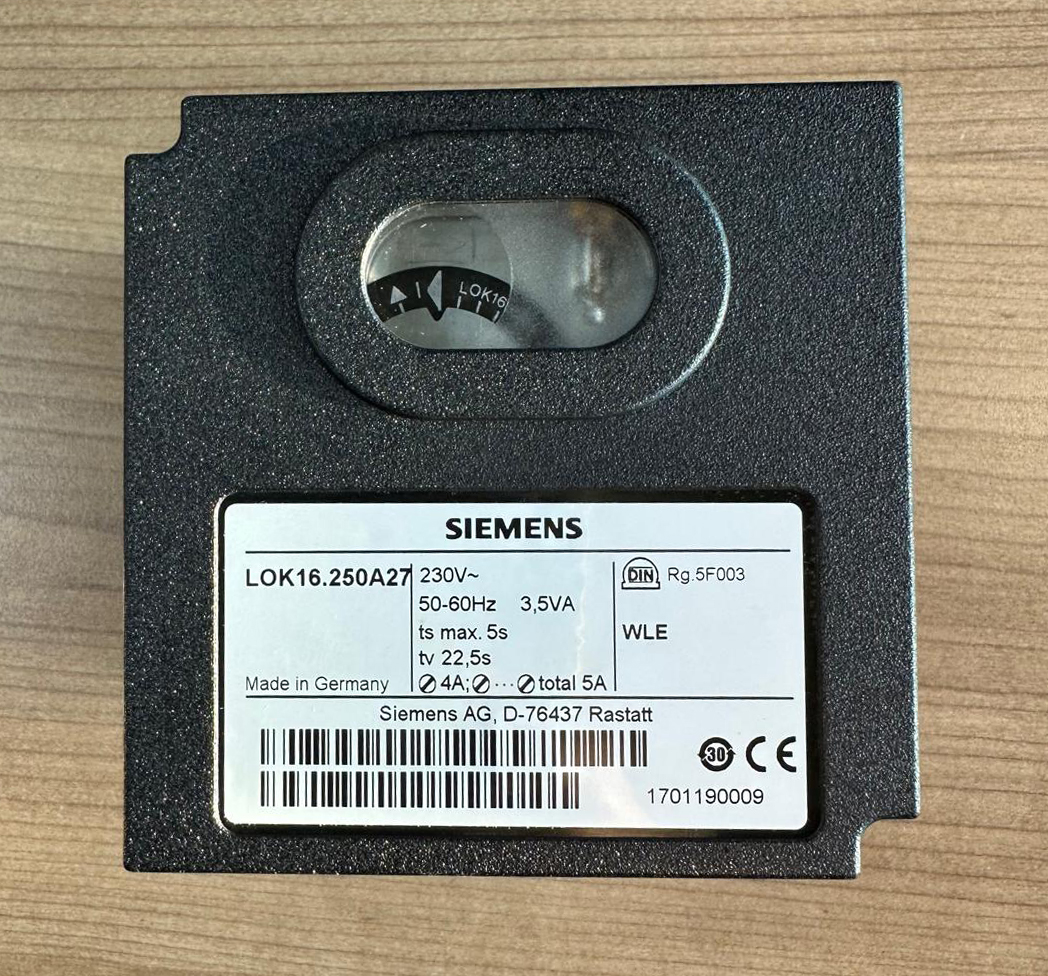 LOK16
SIEMENS
LOK16.250A27
230V~
50-60Hz 3,5VA
ts max. 5s
tv 22,5s
4A; ··· total 5A
DIN Rg.5F003
WLE
Made in Germany
Siemens AG, D-76437 Rastatt
30 CE
1701190009